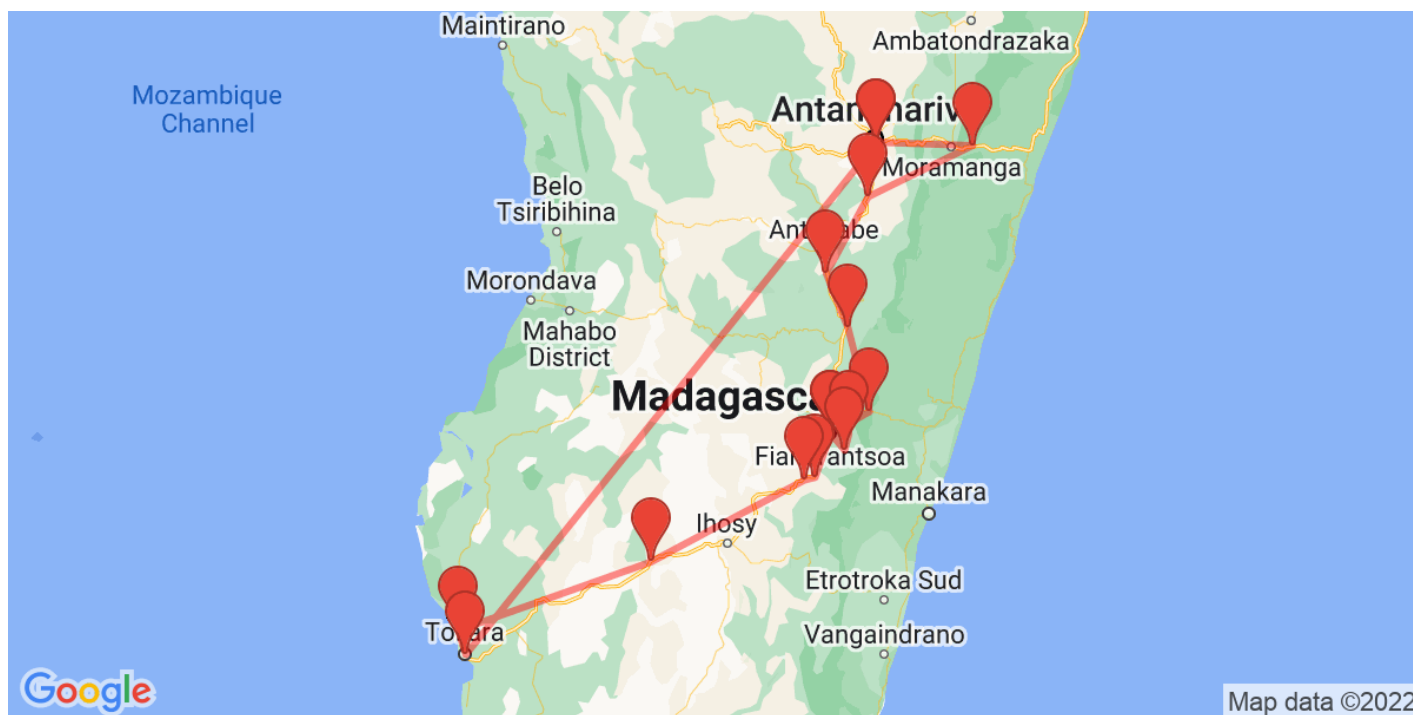 Maintirano
Ambatondrazaka
Mozambique
Channel
Moramanga
Belo
Tsiribihina
Morondava
Mahabo
District
Manakara
Ihosy
Etrotroka Sud
Vangaindrano
Google
Map data ©2022